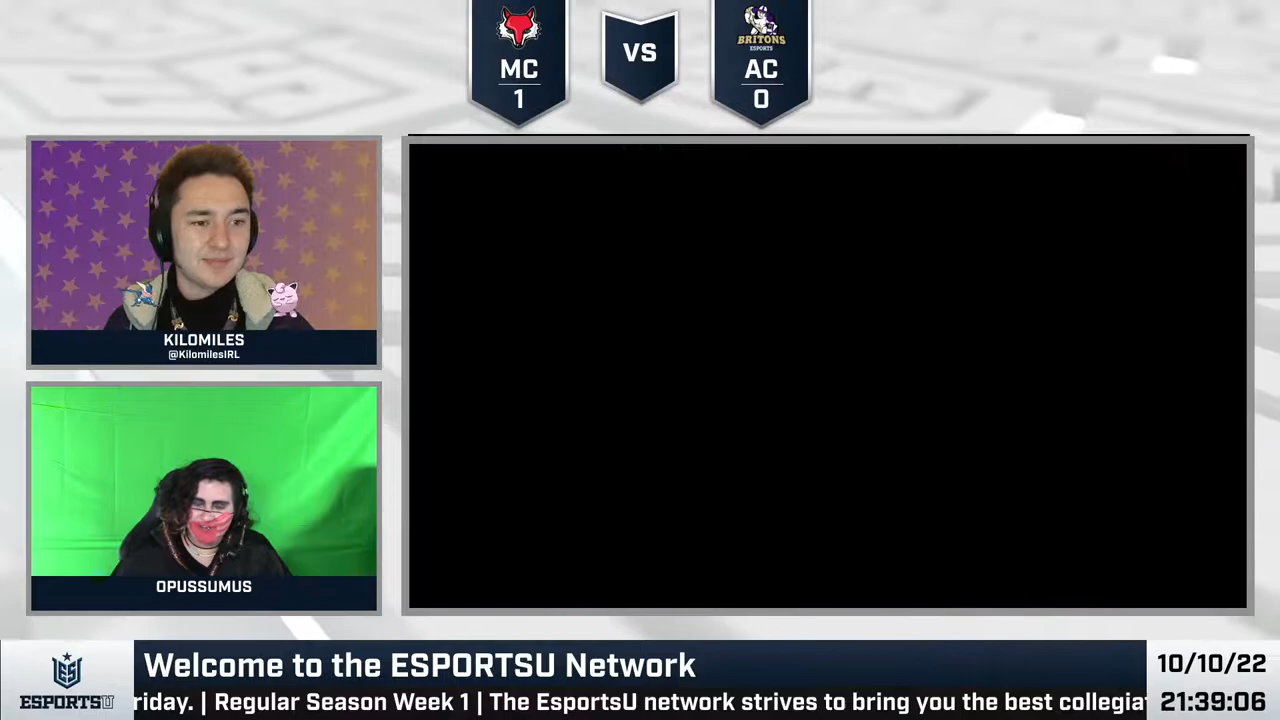 MC
1
VS
BRITONS
ESPORTS
AC
0
KILOMILES
@KilomilesIRL
OPUSSUMUS
ESPORTSU
Welcome to the ESPORTSU Network
riday. | Regular Season Week 1 | The EsportsU network strives to bring you the best collegiat
10/10/22
21:39:06